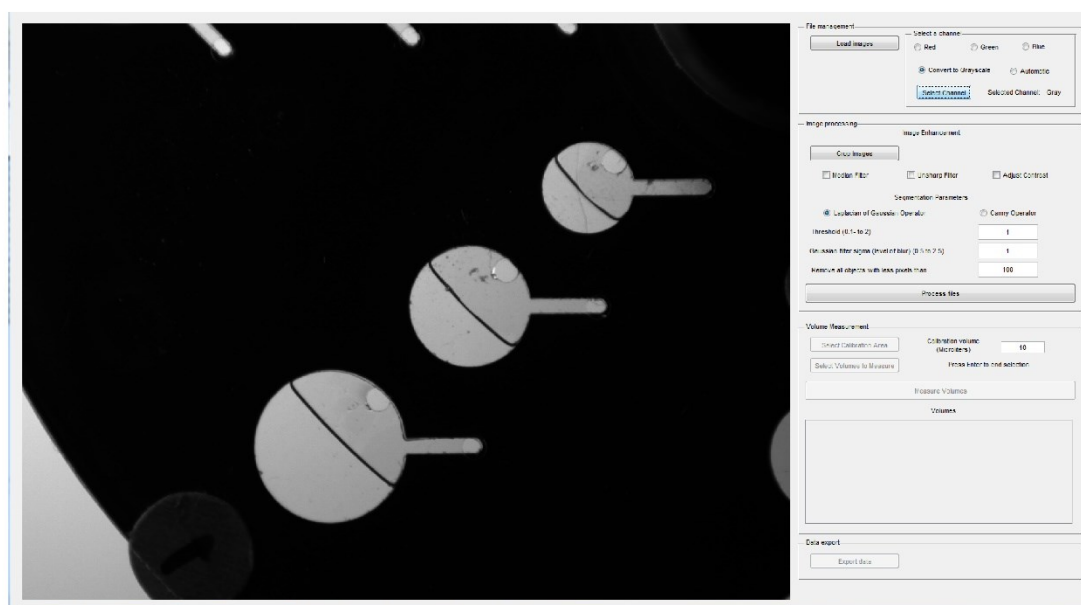 File management
Load images
Select a channel
Red
Green
Blue
Convert to Grayscale
Automatic
Select Channel
Selected Channel: Gray
Image processing
Image Enhancement
Crop images
Median Filter
Unsharp Filter
Adjust Contrast
Segmentation Parameters
Laplacian of Gaussian Operator
Canny Operator
Threshold (0.1- to 2)
1
Gaussian filter sigma (level of blur) (0.5 to 2.5)
1
Remove all objects with less pixels than
100
Process files
Volume Measurement
Select Calibration Area
Calibration volume
(Microliters)
10
Select Volumes to Measure
Press Enter to end selection
Measure Volumes
Volumes
Data export
Export data